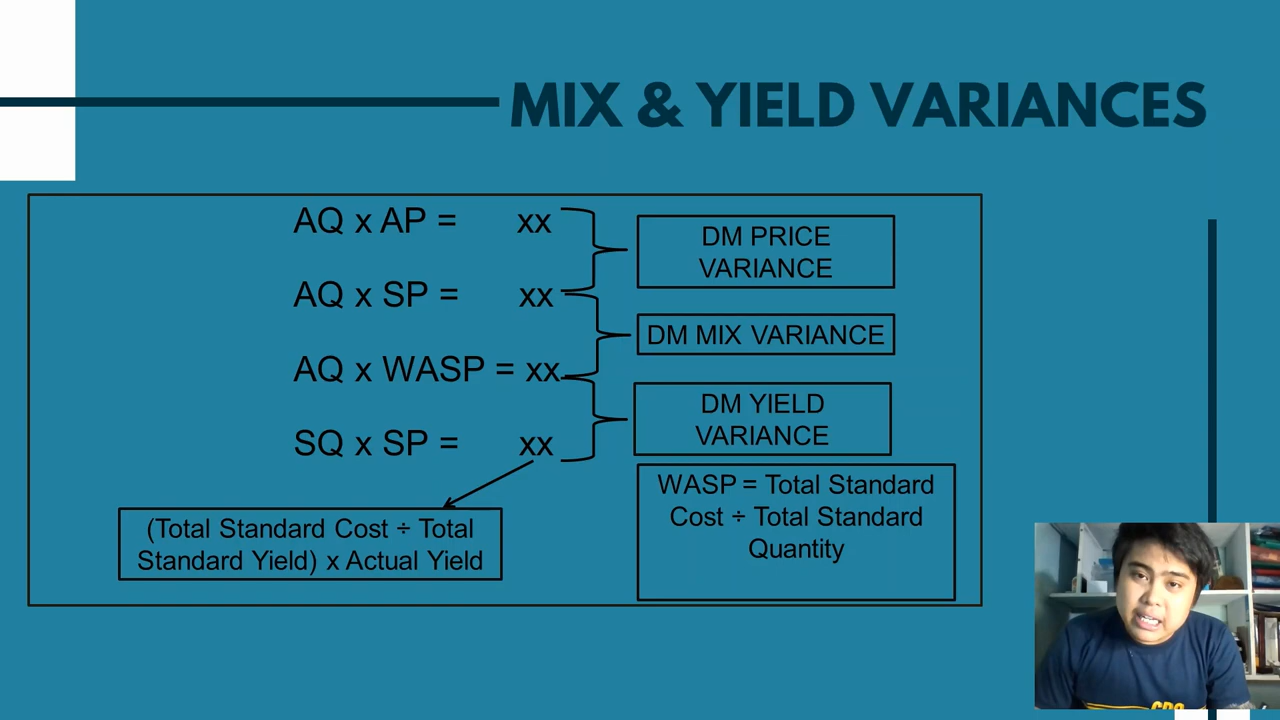 MIX & YIELD VARIANCES
AQ x AP = xx
DM PRICE
VARIANCE
AQ x SP = xx
DM MIX VARIANCE
AQ x WASP = xx
DM YIELD
VARIANCE
SQ x SP = xx
WASP = Total Standard
Cost ÷ Total Standard
Quantity
(Total Standard Cost ÷ Total
Standard Yield) x Actual Yield